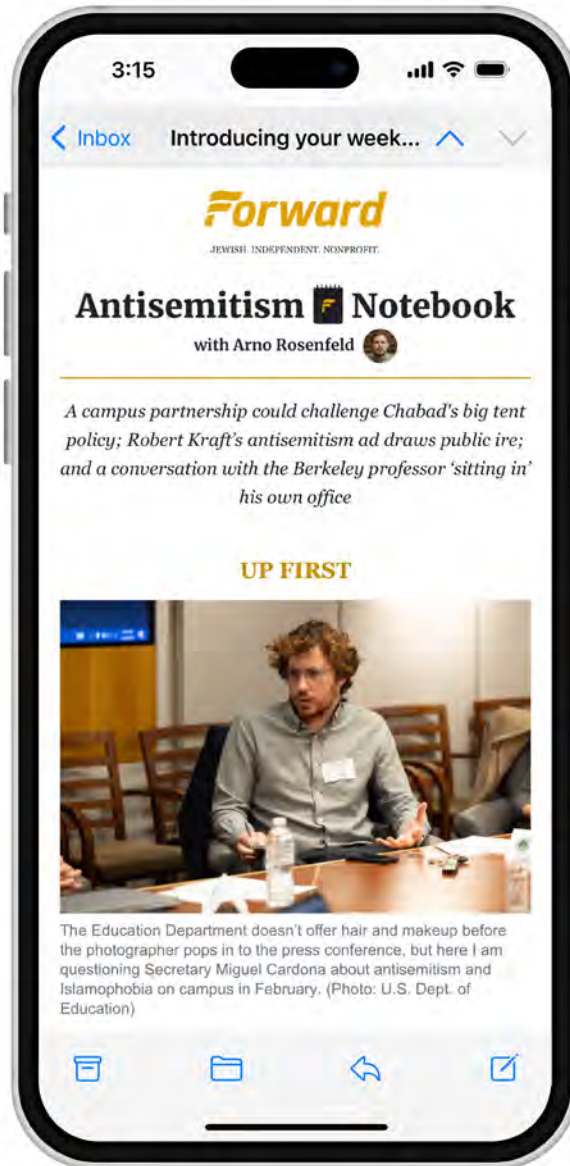 3:15
Inbox
Introducing your week...
Forward
JEWISH. INDEPENDENT. NONPROFIT.
Antisemitism Notebook
with Arno Rosenfeld
A campus partnership could challenge Chabad's big tent
policy; Robert Kraft's antisemitism ad draws public ire;
and a conversation with the Berkeley professor ‘sitting in’
his own office
UP FIRST
The Education Department doesn't offer hair and makeup before
the photographer pops in to the press conference, but here I am
questioning Secretary Miguel Cardona about antisemitism and
Islamophobia on campus in February. (Photo: U.S. Dept. of
Education)